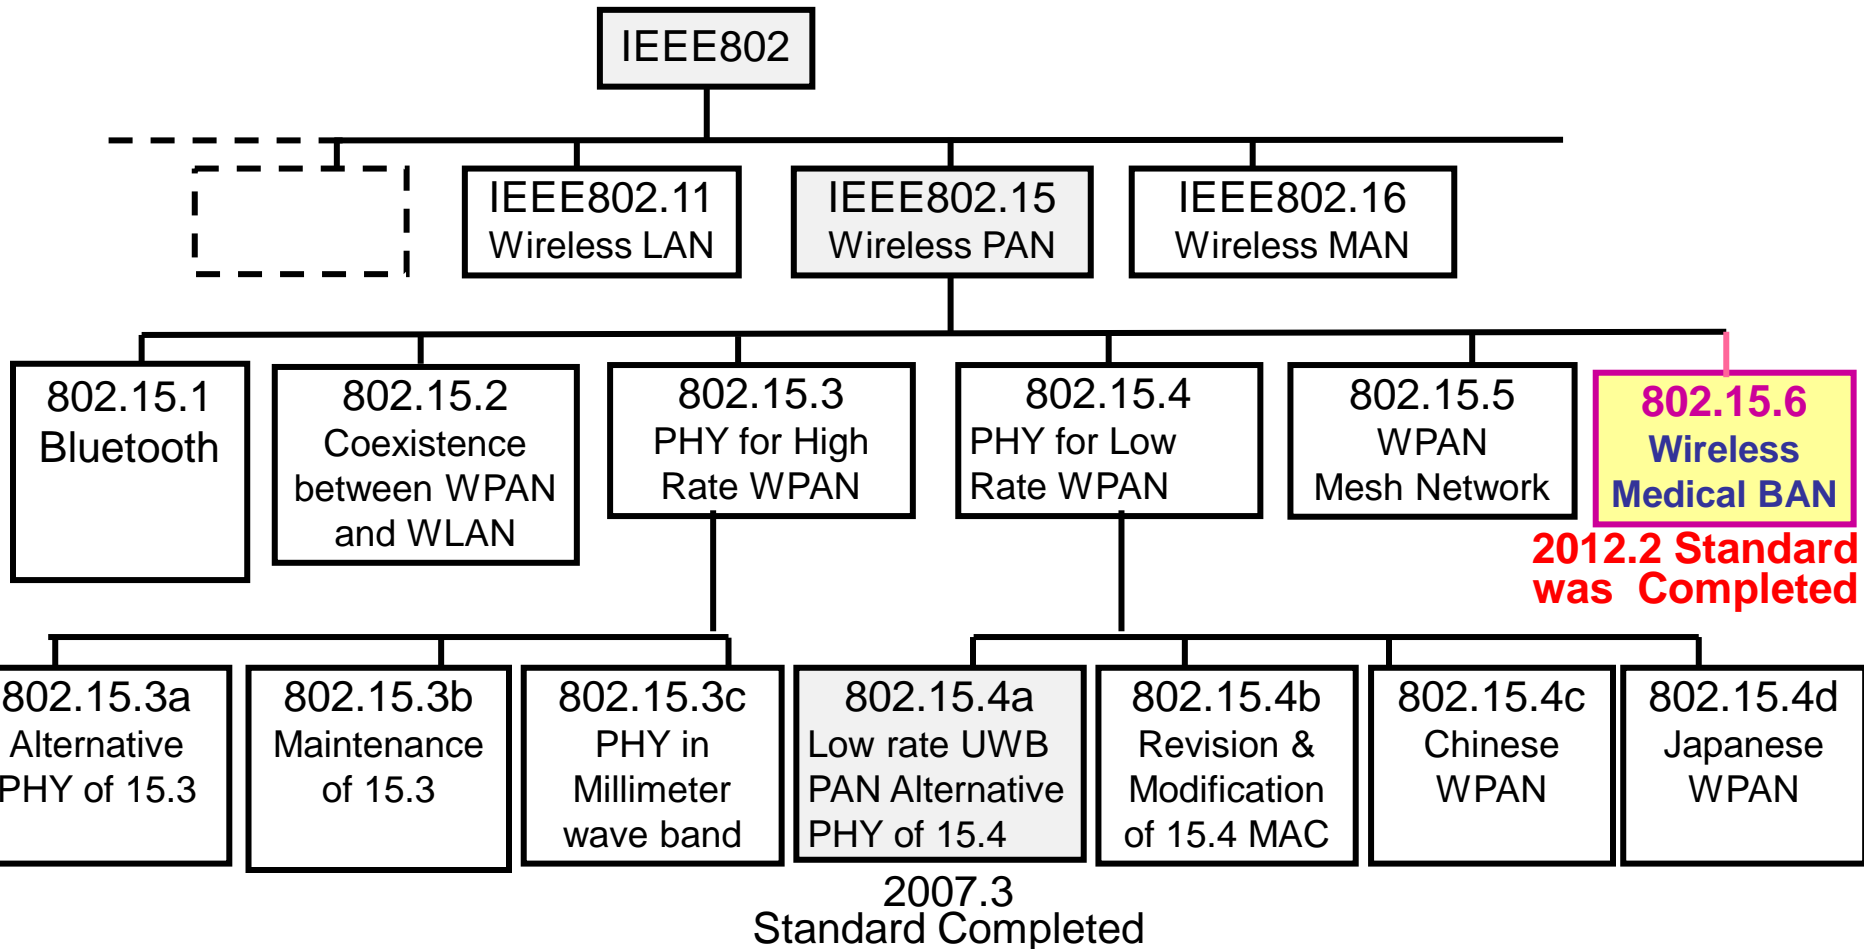 IEEE802
IEEE802.11
Wireless LAN
IEEE802.15
Wireless PAN
IEEE802.16
Wireless MAN
802.15.1
Bluetooth
802.15.2
Coexistence
between WPAN
and WLAN
802.15.3
PHY for High
Rate WPAN
802.15.4
PHY for Low
Rate WPAN
802.15.5
WPAN
Mesh Network
802.15.6
Wireless
Medical BAN
2012.2 Standard
was Completed
802.15.3a
Alternative
PHY of 15.3
802.15.3b
Maintenance
of 15.3
802.15.3c
PHY in
Millimeter
wave band
802.15.4a
Low rate UWB
PAN Alternative
PHY of 15.4
802.15.4b
Revision &
Modification
of 15.4 MAC
802.15.4c
Chinese
WPAN
802.15.4d
Japanese
WPAN
2007.3
Standard Completed